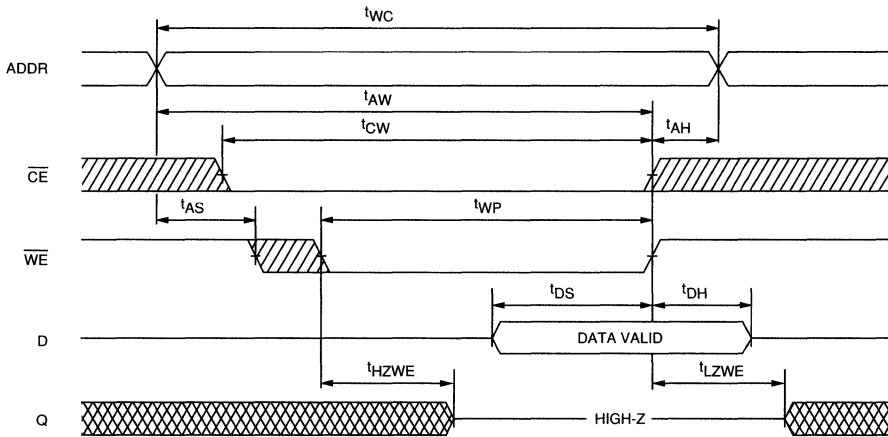 tWC
ADDR
tAW
tCW
tAH
CE
tAS
tWP
WE
tDS
tDH
D
DATA VALID
tHZWE
tLZWE
Q
HIGH-Z